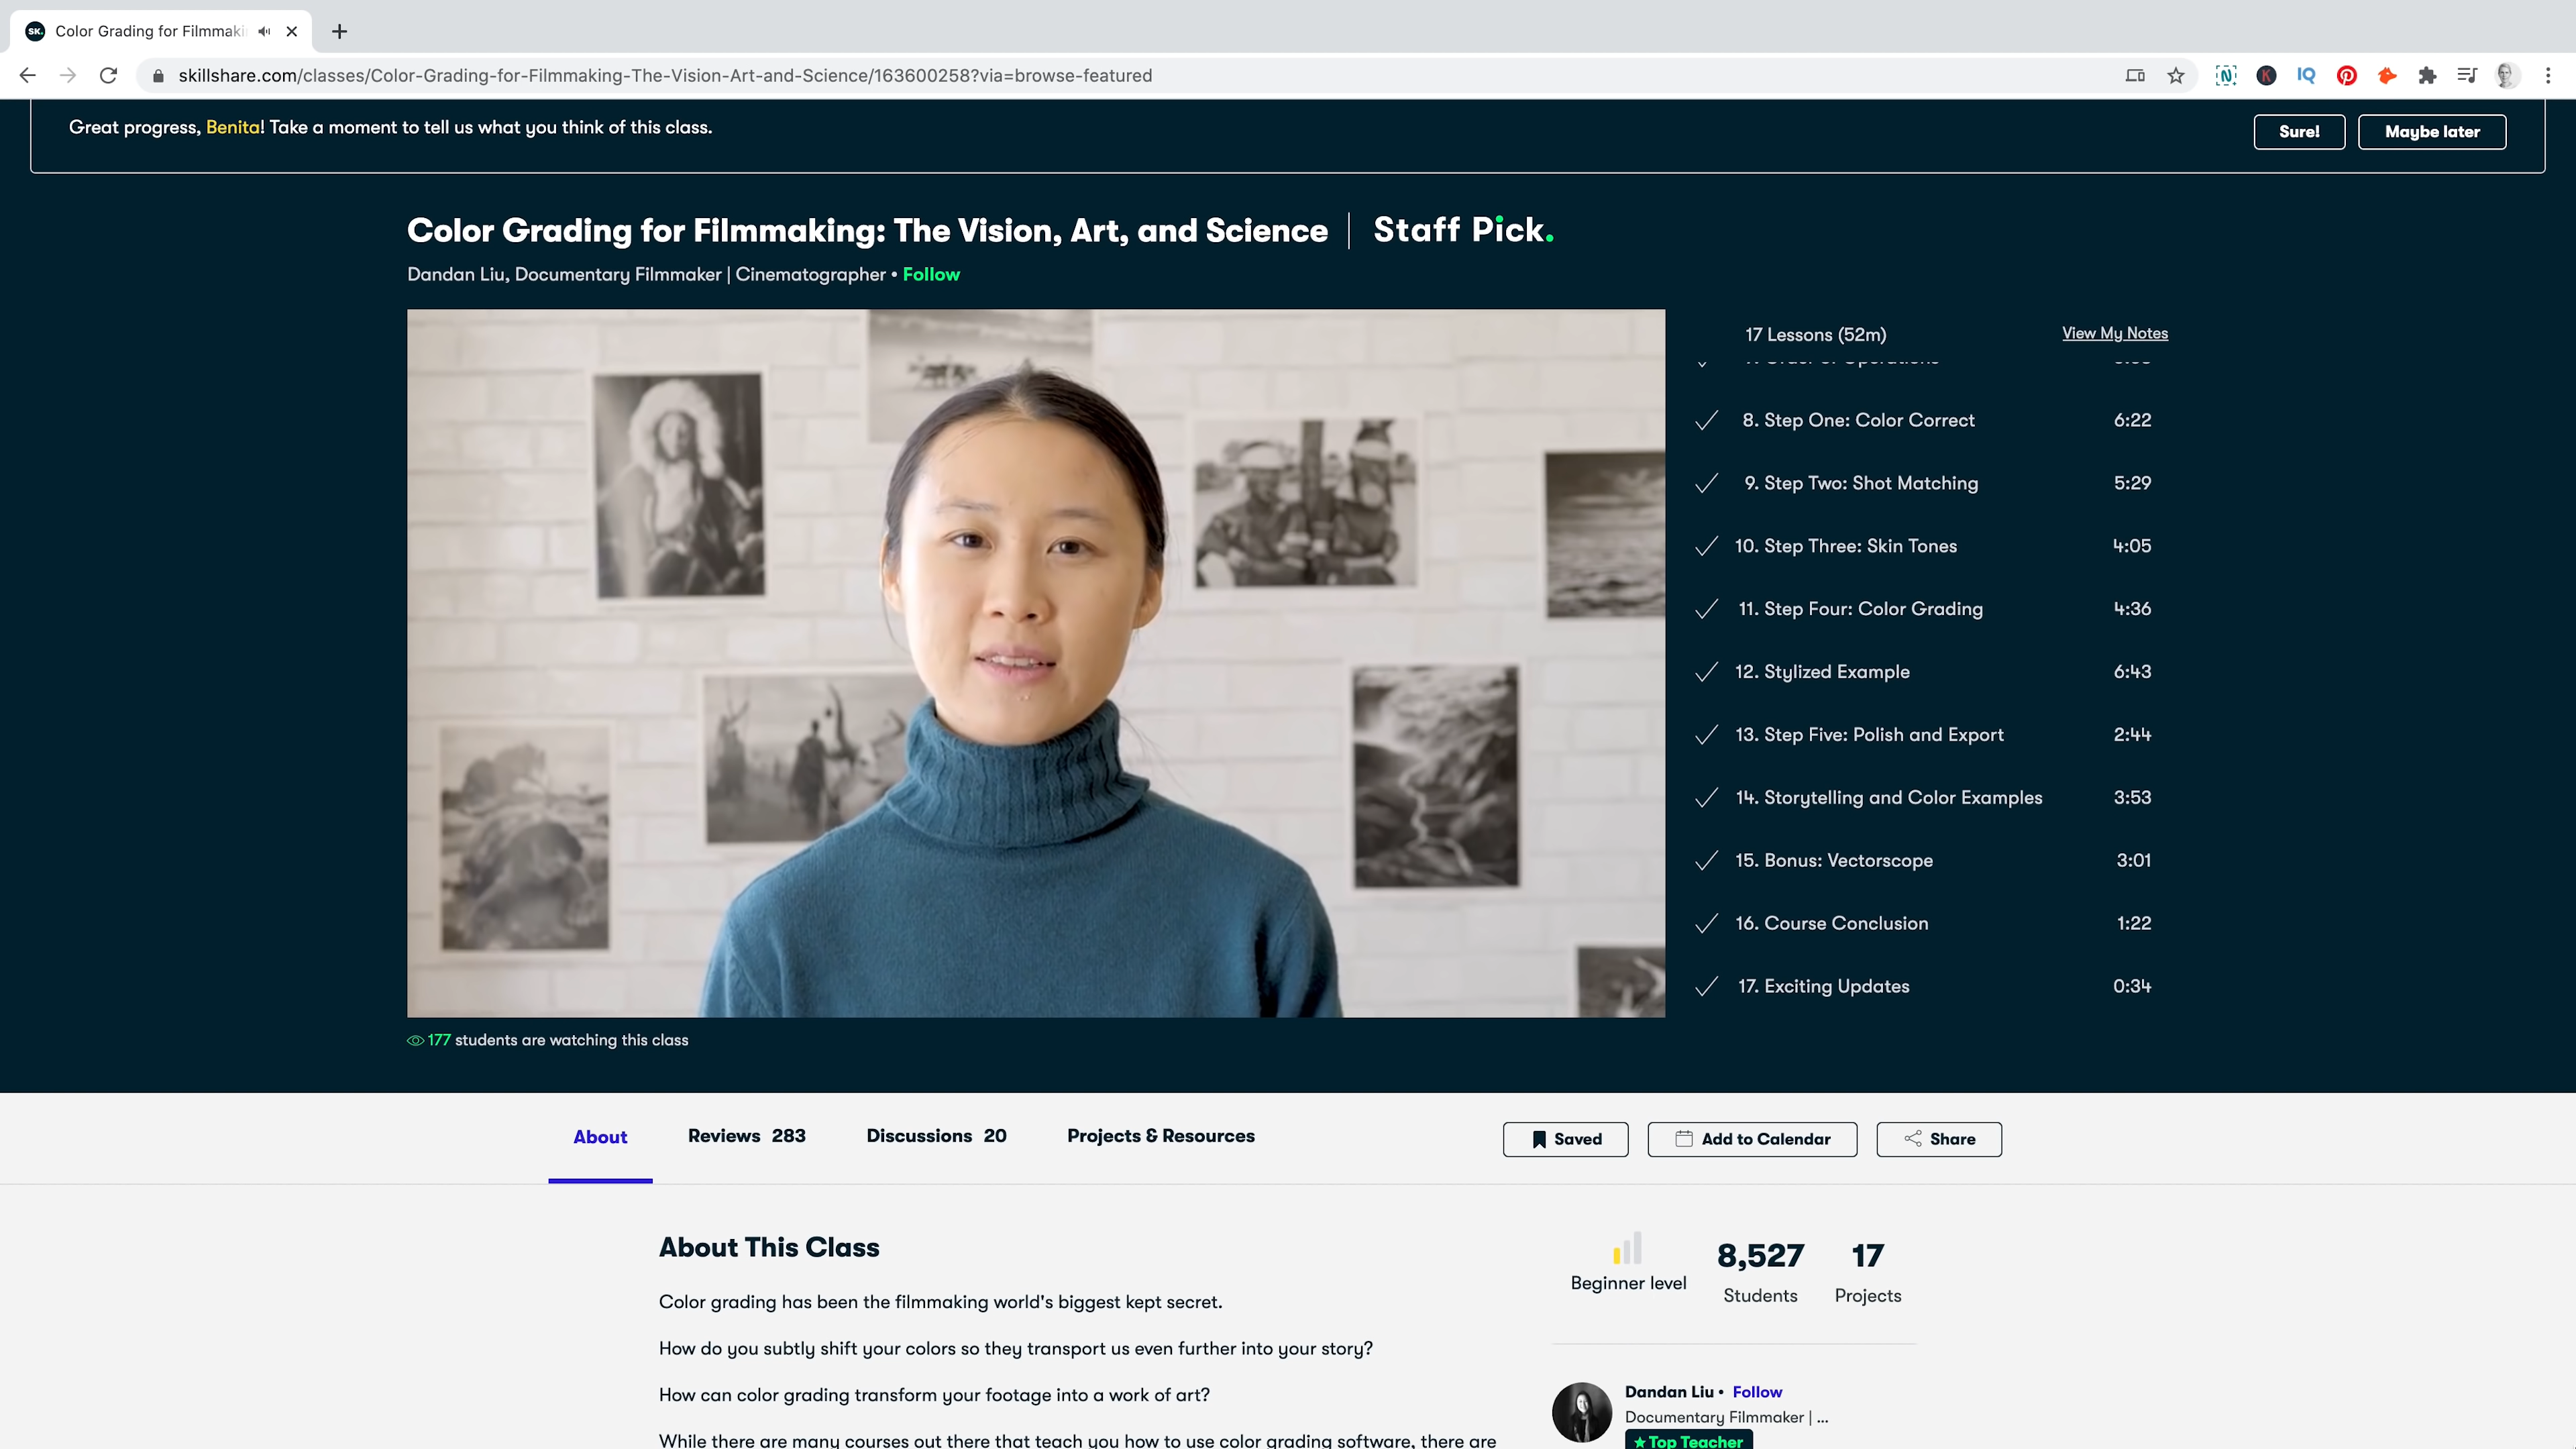 SK.
Color Grading for Filmmaki
skillshare.com/classes/Color-Grading-for-Filmmaking-The-Vision-Art-and-Science/163600258?via=browse-featured
N
K
IQ
Great progress, Benita! Take a moment to tell us what you think of this class.
Sure!
Maybe later
Color Grading for Filmmaking: The Vision, Art, and Science | Staff Pick.
Dandan Liu, Documentary Filmmaker | Cinematographer • Follow
17 Lessons (52m)
View My Notes
8. Step One: Color Correct 6:22
9. Step Two: Shot Matching 5:29
10. Step Three: Skin Tones 4:05
11. Step Four: Color Grading 4:36
12. Stylized Example 6:43
13. Step Five: Polish and Export 2:44
14. Storytelling and Color Examples 3:53
15. Bonus: Vectorscope 3:01
16. Course Conclusion 1:22
17. Exciting Updates 0:34
177 students are watching this class
About
Reviews 283
Discussions 20
Projects & Resources
Saved
Add to Calendar
Share
About This Class
Color grading has been the filmmaking world's biggest kept secret.
How do you subtly shift your colors so they transport us even further into your story?
How can color grading transform your footage into a work of art?
While there are many courses out there that teach you how to use color grading software, there are
Beginner level
8,527
Students
17
Projects
Dandan Liu • Follow
Documentary Filmmaker | ...
Top Teacher